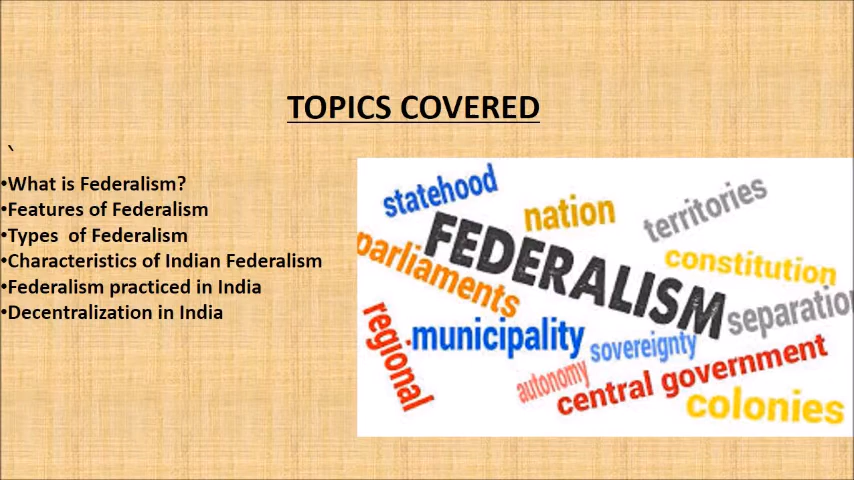 TOPICS COVERED
`
•What is Federalism?
•Features of Federalism
•Types  of Federalism
•Characteristics of Indian Federalism
•Federalism practiced in India
•Decentralization in India
statehood
nation
territories
FEDERALISM
parliaments
constitution
separation
regional
municipality
sovereignty
autonomy
central government
colonies